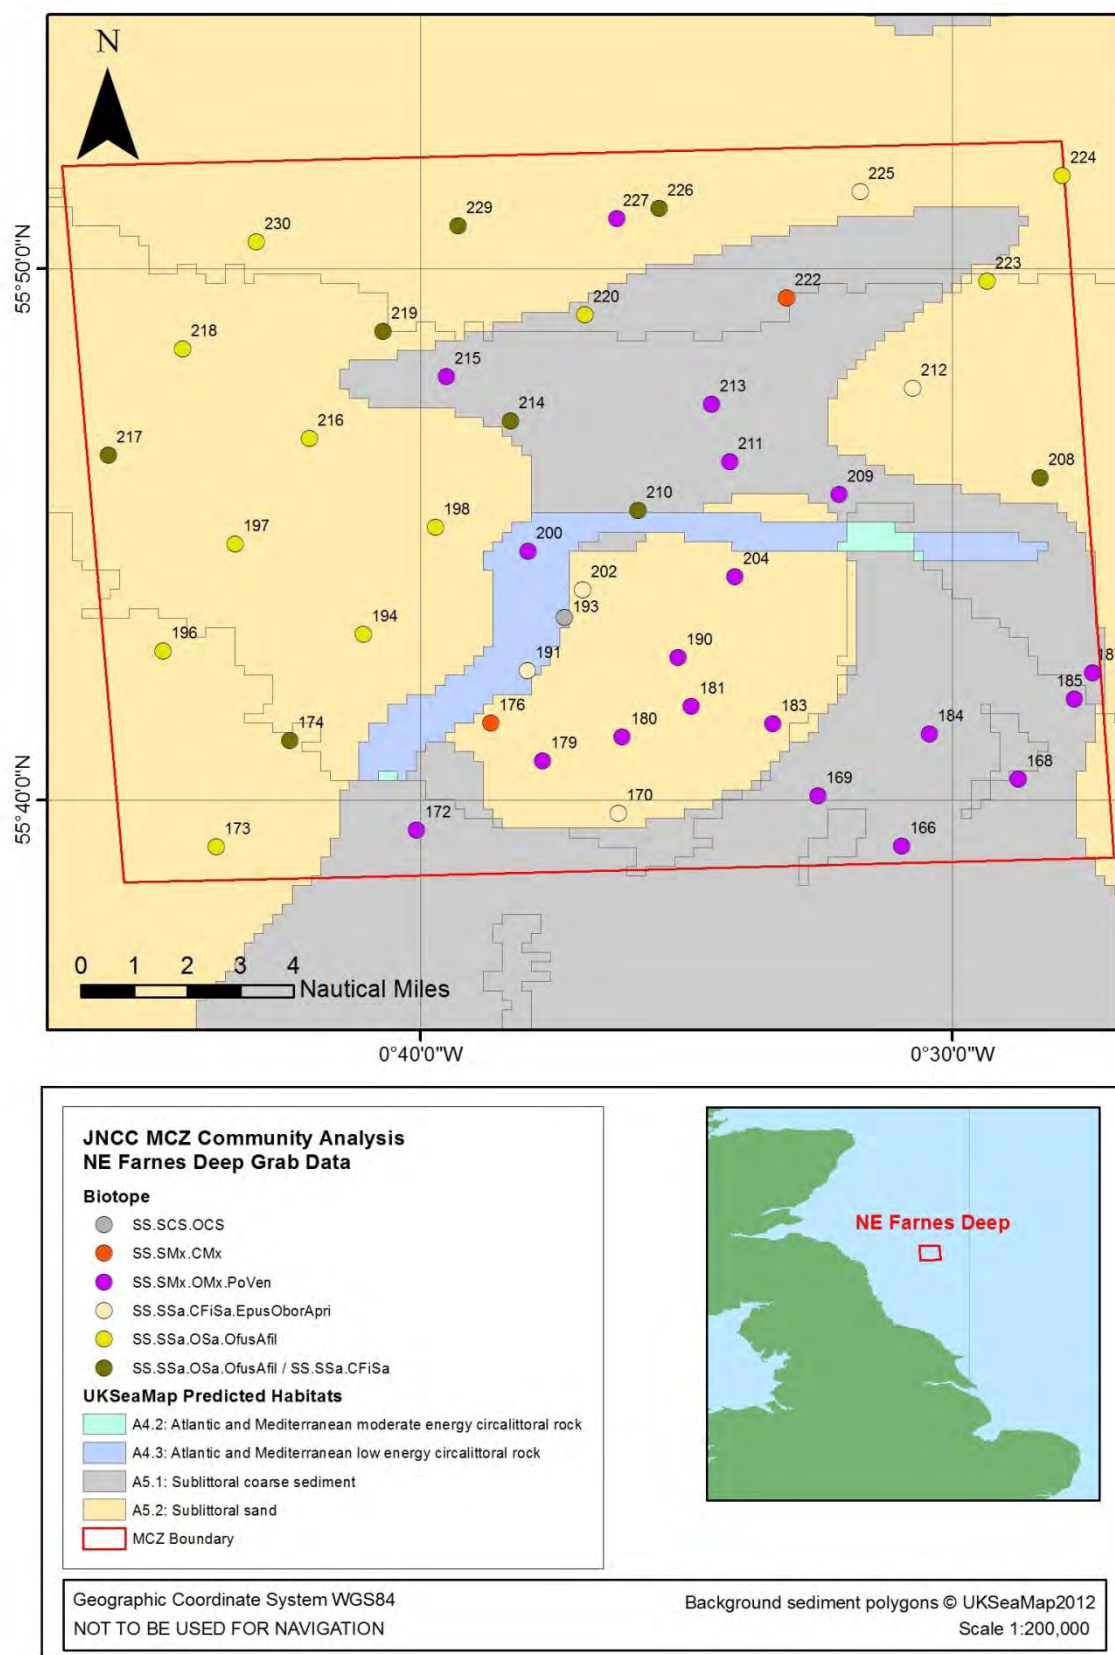 N
224
225
226
227
229
230
55°50'0"N
223
222
220
219
218
215
212
213
214
216
217
211
208
209
210
198
197
200
204
202
193
194
196
190
191
187
185
181
176
183
184
180
174
179
168
55°40'0"N
169
170
172
173
166
0 1 2 3 4
Nautical Miles
0°40'0"W 0°30'0"W
JNCC MCZ Community Analysis
NE Farnes Deep Grab Data
Biotope
SS.SCS.OCS
SS.SMx.CMx
SS.SMx.OMx.PoVen
SS.SSa.CFiSa.EpusOborApri
SS.SSa.OSa.OfusAfil
SS.SSa.OSa.OfusAfil / SS.SSa.CFiSa
UKSeaMap Predicted Habitats
A4.2: Atlantic and Mediterranean moderate energy circalittoral rock
A4.3: Atlantic and Mediterranean low energy circalittoral rock
A5.1: Sublittoral coarse sediment
A5.2: Sublittoral sand
MCZ Boundary
NE Farnes Deep
Geographic Coordinate System WGS84
NOT TO BE USED FOR NAVIGATION
Background sediment polygons © UKSeaMap2012
Scale 1:200,000